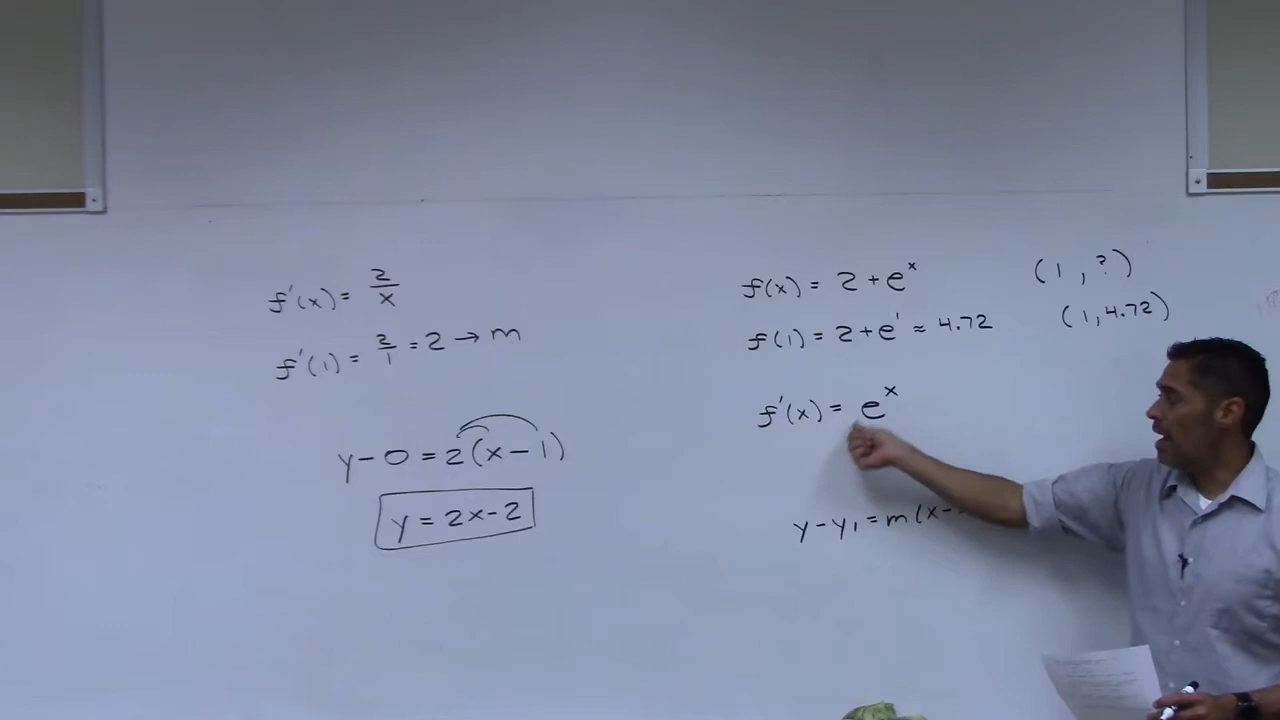 f'(x) = 2/x
f'(1) = 2/1 = 2 → m
y - 0 = 2(x - 1)
y = 2x - 2
f(x) = 2 + e^x (1, ?)
f(1) = 2 + e^1 ≈ 4.72 (1, 4.72)
f'(x) = e^x
y - y₁ = m(x -